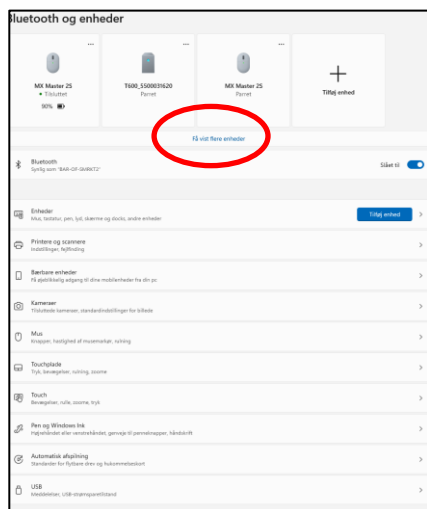 Bluetooth og enheder
MX Master 2S
Tilsluttet
90%
T600_5500031620
Parret
MX Master 2S
Parret
Tilføj enhed
Få vist flere enheder
Bluetooth
Synlig som "BAR-OF-GMRKT2"
Slået til
Enheder
Mus, tastatur, pen, lyd, skærme og docks, andre enheder
Tilføj enhed
Printere og scannere
Indstillinger, fejlfinding
Bærbare enheder
Få øjeblikkelig adgang til dine mobilenheder fra din pc
Kameraer
Tilsluttede kameraer, standardindstillinger for billede
Mus
Knapper, hastighed af musemarkør, rulning
Touchplade
Tryk, bevægelser, rulning, zoome
Touch
Bevægelser, rulle, zoome, tryk
Pen og Windows Ink
Højrehåndet eller venstrehåndet, genveje til penneknapper, håndskrift
Automatisk afspilning
Standarder for flytbare drev og hukommelseskort
USB
Meddelelser, USB-strømsparetilstand